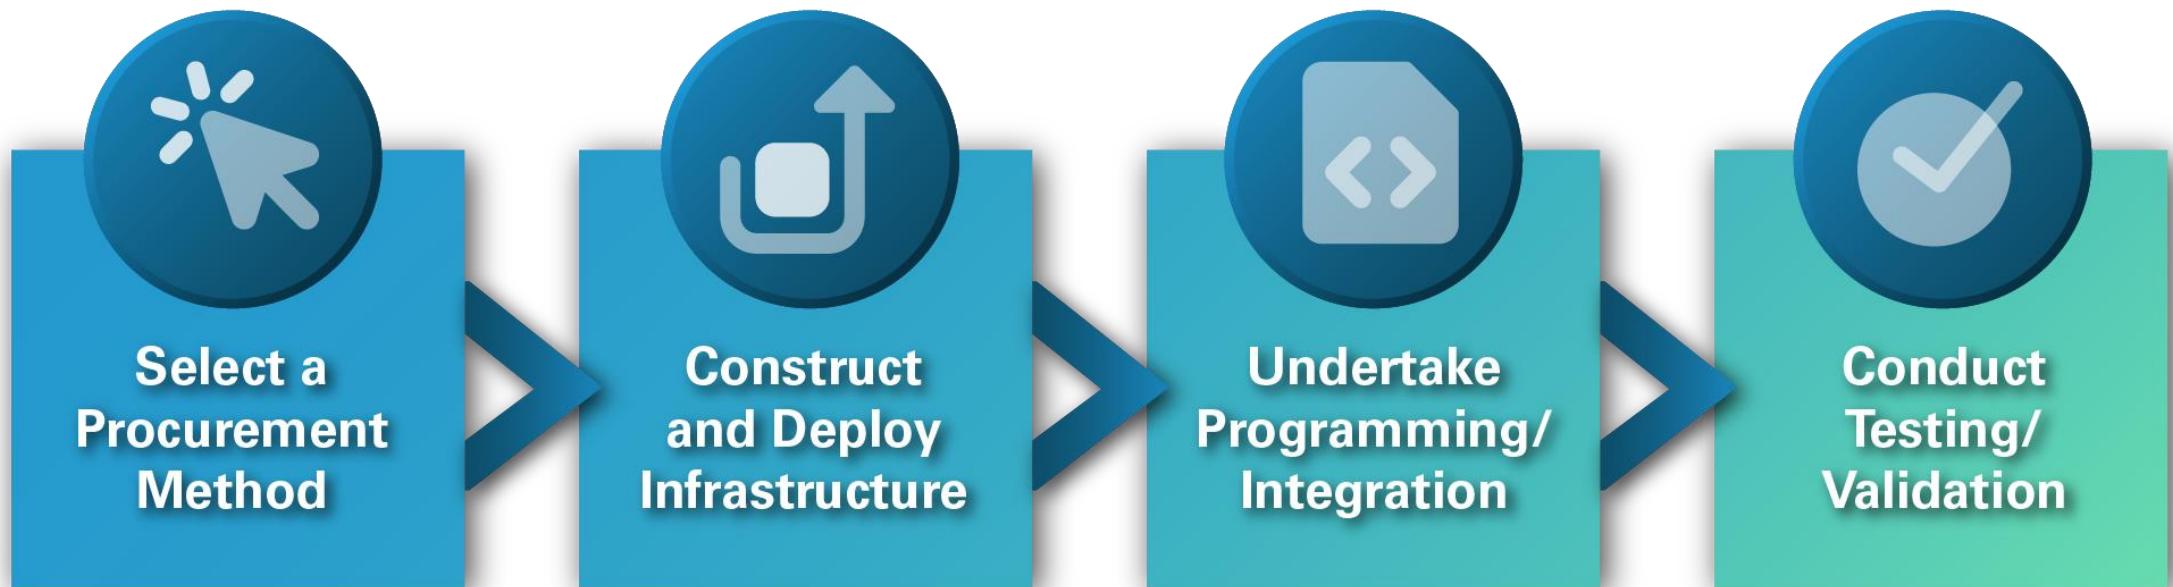 Select a
Procurement
Method
Construct
and Deploy
Infrastructure
Undertake
Programming/
Integration
Conduct
Testing/
Validation